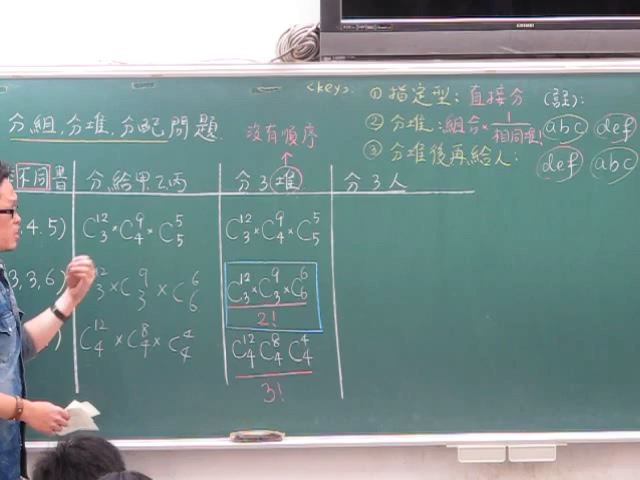 <key>: ① 指定型: 直接分 (註):
分組.分堆.分配問題 ② 分堆:組合×1/相同堆! abc def
沒有順序 ③ 分堆後再給人: def abc
不同書 分給甲乙丙 分3堆 分3人
,4.5) C¹²₃×C⁹₄×C⁵₅ C¹²₃×C⁹₄×C⁵₅
3,3,6) C¹²₃×C⁹₃×C⁶₆ C¹²₃×C⁹₃×C⁶₆/2!
) C¹²₄×C⁸₄×C⁴₄ C¹²₄C⁸₄C⁴₄/3!